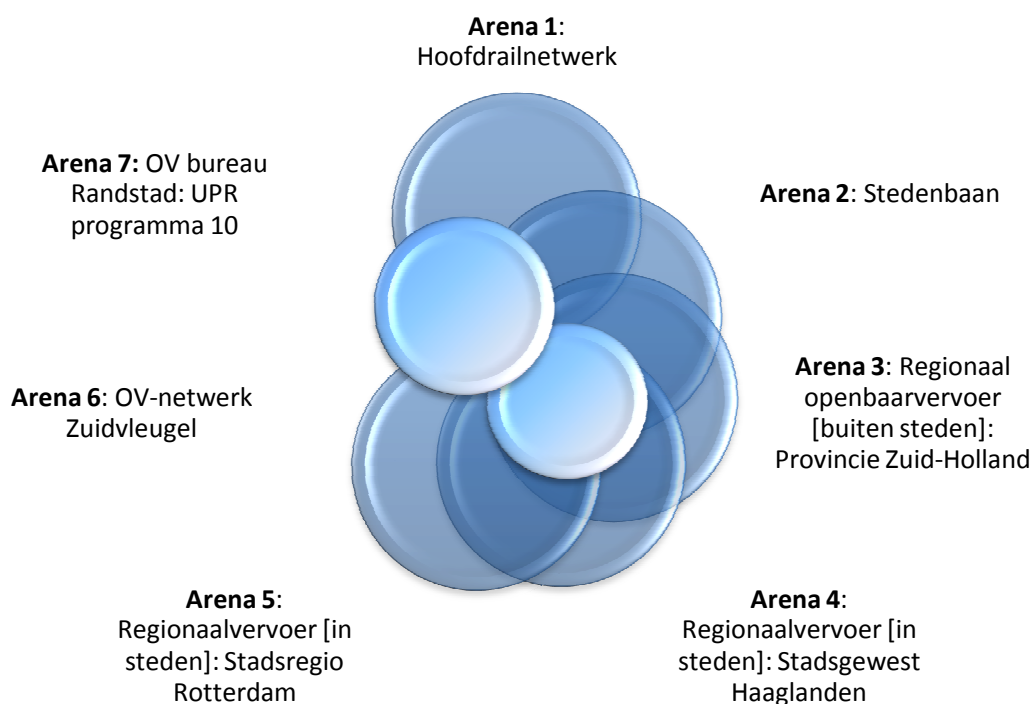 Arena 1:
Hoofdrailnetwerk
Arena 7: OV bureau
Randstad: UPR
programma 10
Arena 2: Stedenbaan
Arena 6: OV-netwerk
Zuidvleugel
Arena 3: Regionaal
openbaarvervoer
[buiten steden]:
Provincie Zuid-Holland
Arena 5:
Regionaalvervoer [in
steden]: Stadsregio
Rotterdam
Arena 4:
Regionaalvervoer [in
steden]: Stadsgewest
Haaglanden